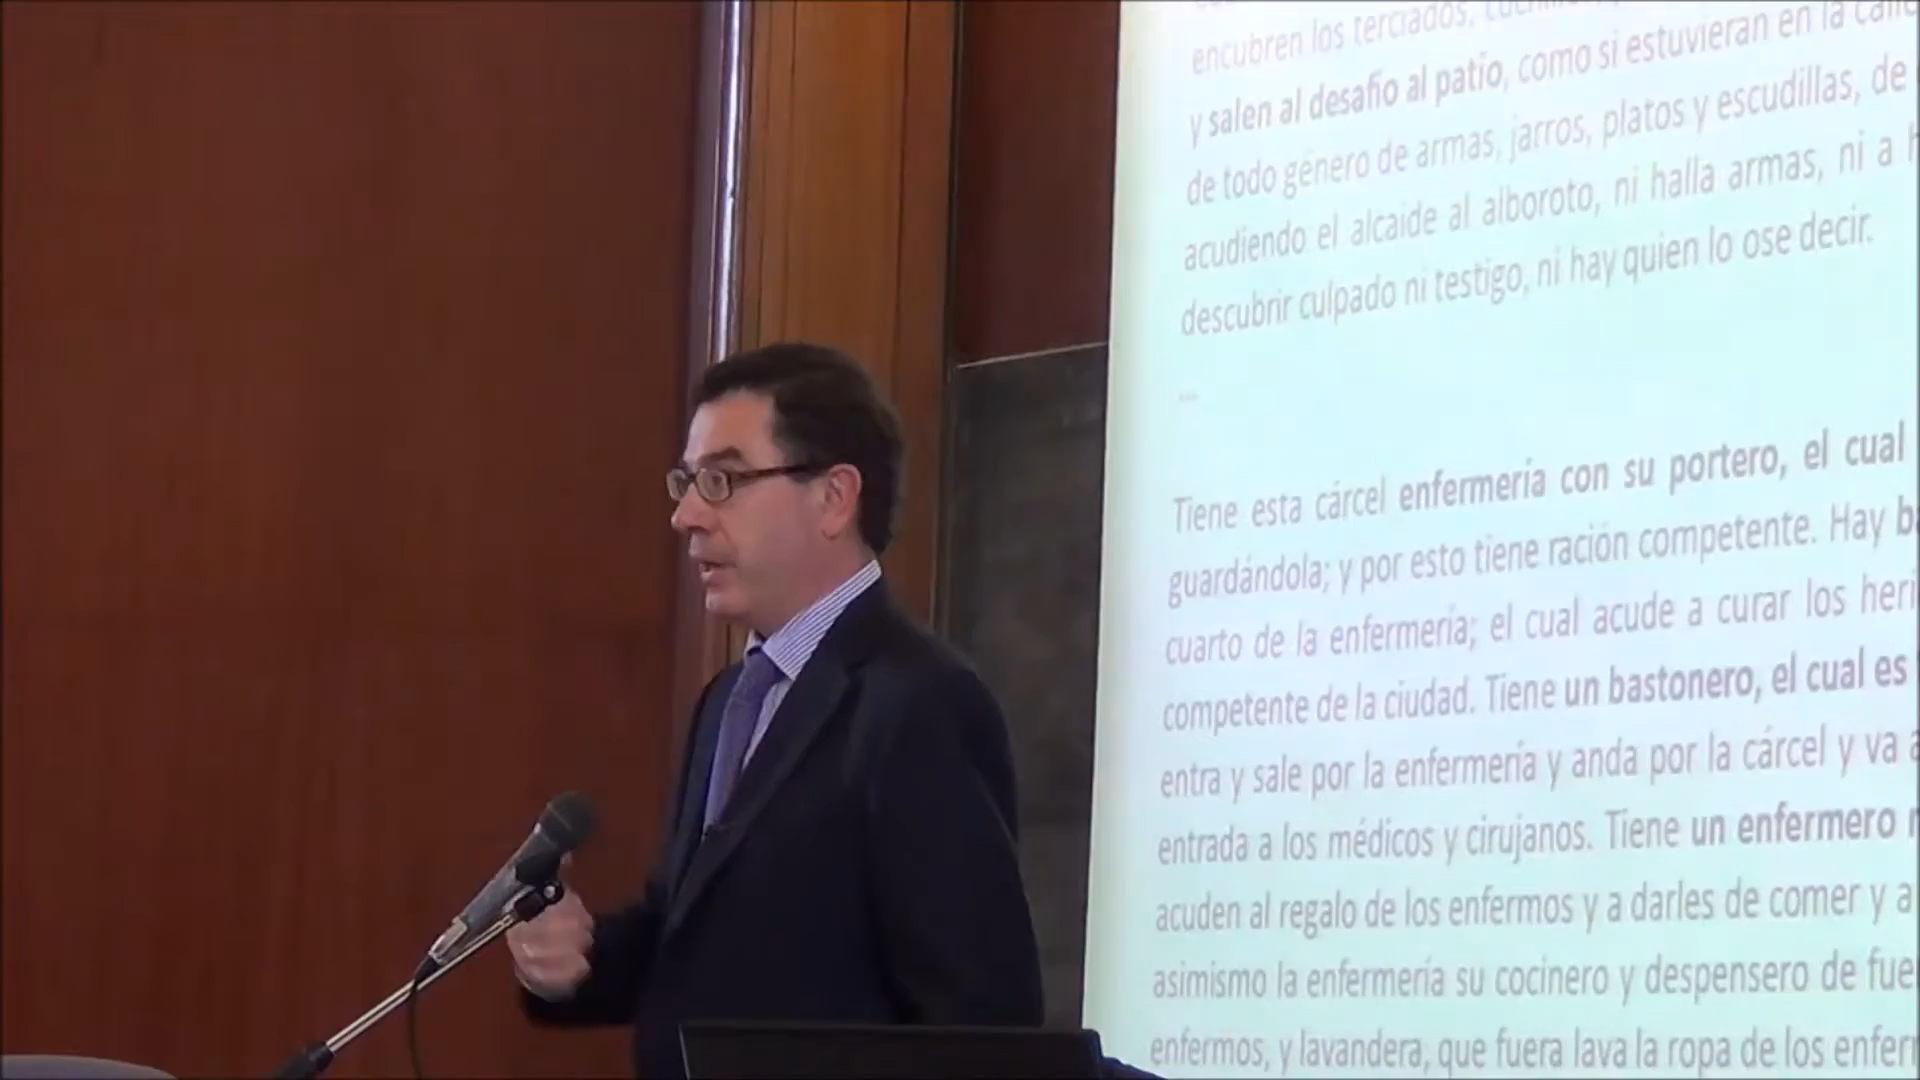 encubren los terciados,
y salen al desafio al patio, como si estuvieran en la
de todo género de armas, jarros, platos y escudillas, de
acudiendo el alcaide al alboroto, ni halla armas, ni a
descubrir culpado ni testigo, ni hay quien lo ose decir.
...
Tiene esta cárcel enfermería con su portero, el cual
guardándola; y por esto tiene ración competente. Hay
cuarto de la enfermería; el cual acude a curar los
competente de la ciudad. Tiene un bastonero, el cual es
entra y sale por la enfermería y anda por la cárcel y va
entrada a los médicos y cirujanos. Tiene un enfermero
acuden al regalo de los enfermos y a darles de comer y a
asimismo la enfermería su cocinero y despensero de
enfermos, y lavandera, que fuera lava la ropa de los